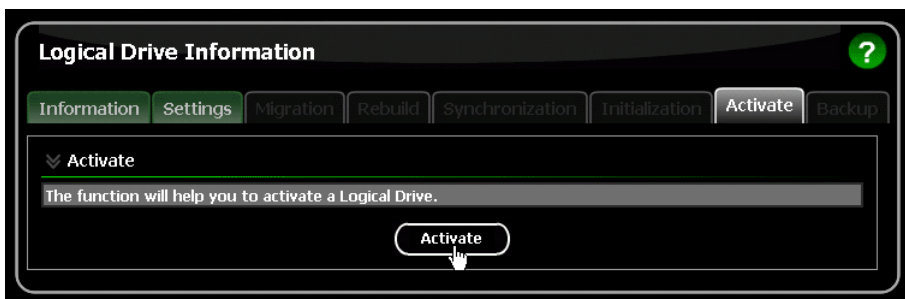 Logical Drive Information
?
Information Settings Migration Rebuild Synchronization Initialization Activate Backup
Activate
The function will help you to activate a Logical Drive.
Activate